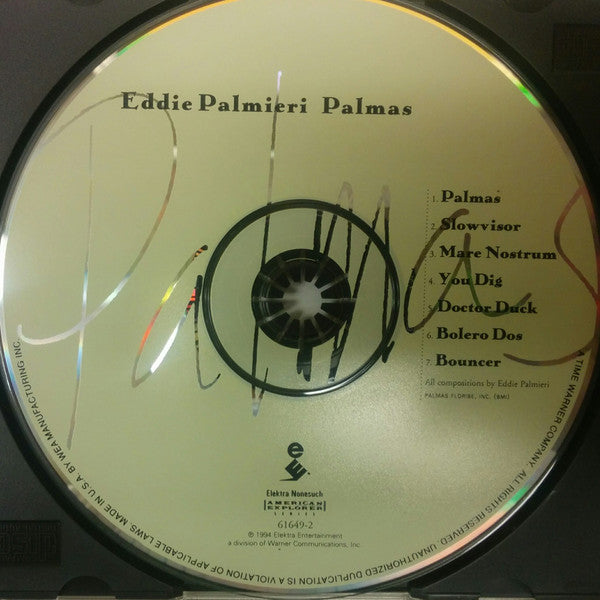 Eddie Palmieri Palmas
Palmas
1. Palmas
2. Slowvisor
3. Mare Nostrum
4. You Dig
5. Doctor Duck
6. Bolero Dos
7. Bouncer
All compositions by Eddie Palmieri
PALMAS FLORIBE, INC. (BMI)
e
Elektra Nonesuch
AMERICAN
EXPLORER
SERIES
61649-2
℗ 1994 Elektra Entertainment
a division of Warner Communications, Inc.
MADE IN U.S.A. BY WEA MANUFACTURING INC.
A TIME WARNER COMPANY. ALL RIGHTS RESERVED. UNAUTHORIZED DUPLICATION IS A VIOLATION OF APPLICABLE LAWS.